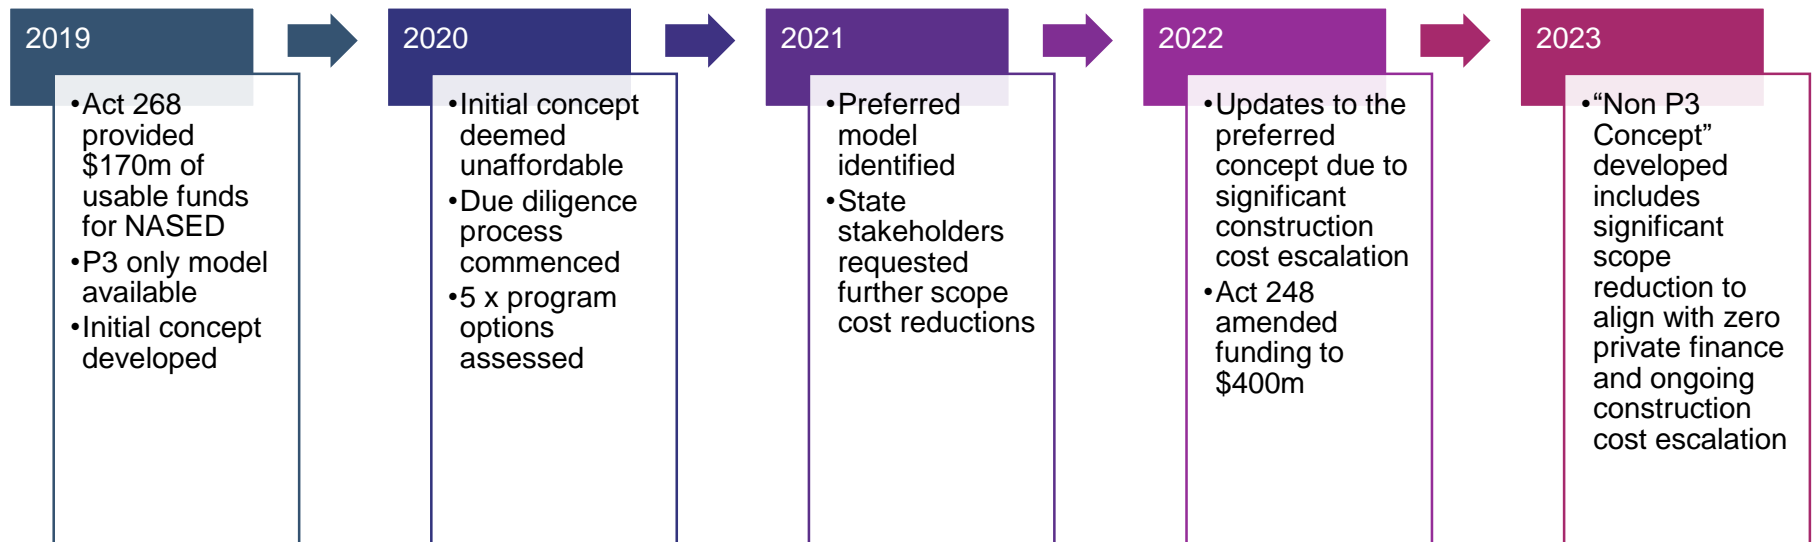 2019
•Act 268
provided
$170m of
usable funds
for NASED
•P3 only model
available
•Initial concept
developed
2020
•Initial concept
deemed
unaffordable
•Due diligence
process
commenced
•5 x program
options
assessed
2021
•Preferred
model
identified
•State
stakeholders
requested
further scope
cost reductions
2022
•Updates to the
preferred
concept due to
significant
construction
cost escalation
•Act 248
amended
funding to
$400m
2023
•“Non P3
Concept”
developed
includes
significant
scope
reduction to
align with zero
private finance
and ongoing
construction
cost escalation